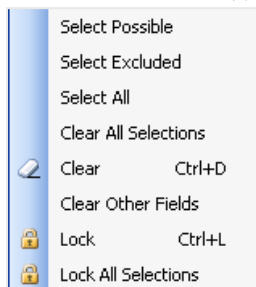 Select Possible
Select Excluded
Select All
Clear All Selections
Clear Ctrl+D
Clear Other Fields
Lock Ctrl+L
Lock All Selections